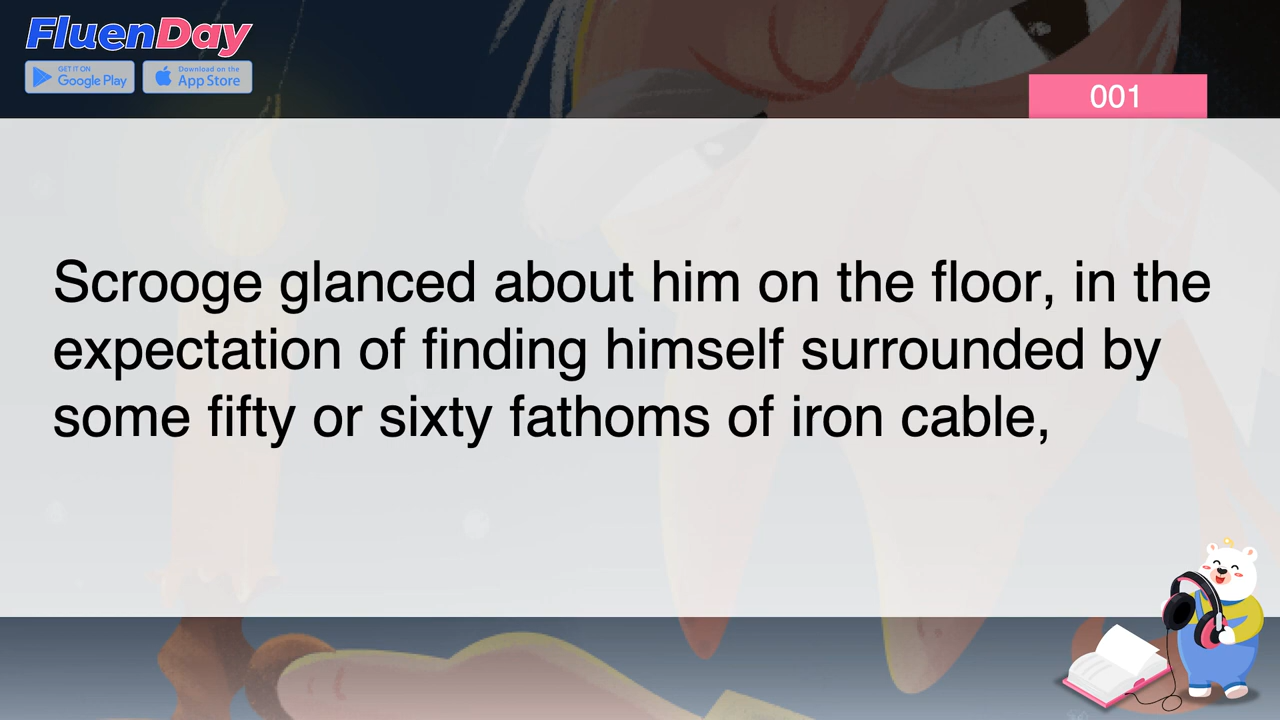 FluenDay
GET IT ON
Google Play
Download on the
App Store
001
Scrooge glanced about him on the floor, in the
expectation of finding himself surrounded by
some fifty or sixty fathoms of iron cable,